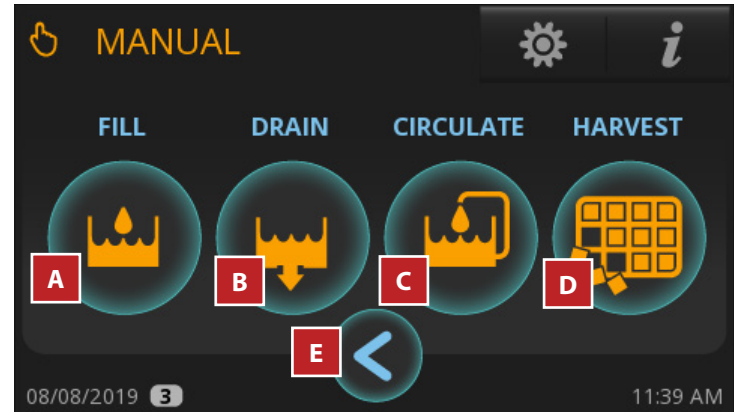 MANUAL i
FILL DRAIN CIRCULATE HARVEST
A B C D
E
08/08/2019 3 11:39 AM